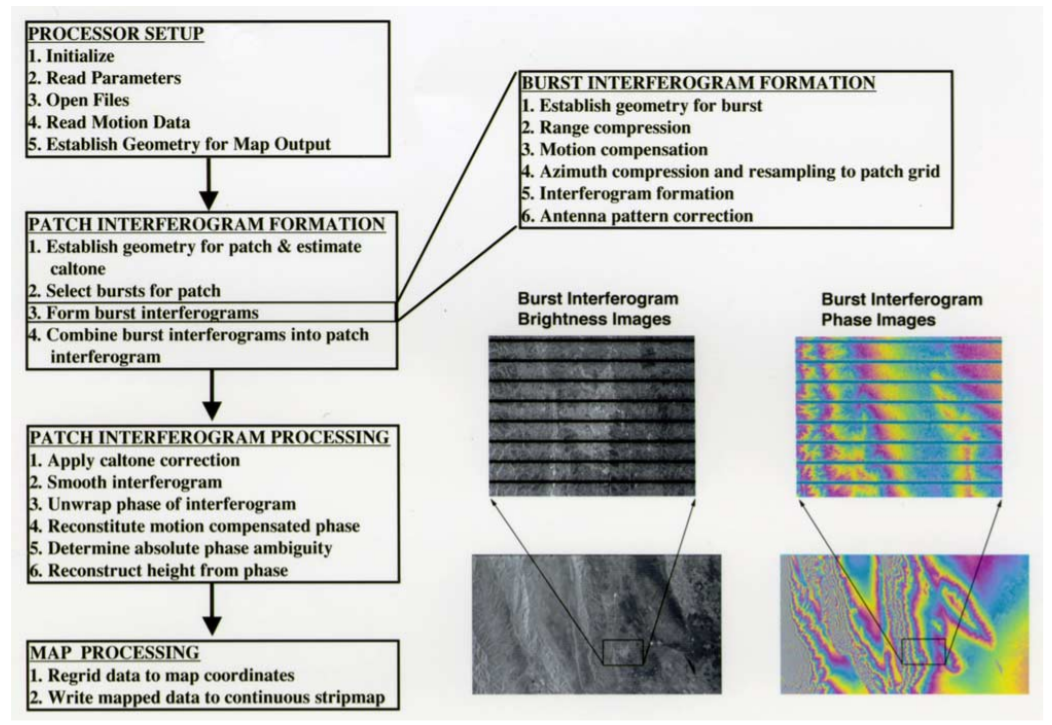 PROCESSOR SETUP
1. Initialize
2. Read Parameters
3. Open Files
4. Read Motion Data
5. Establish Geometry for Map Output
BURST INTERFEROGRAM FORMATION
1. Establish geometry for burst
2. Range compression
3. Motion compensation
4. Azimuth compression and resampling to patch grid
5. Interferogram formation
6. Antenna pattern correction
PATCH INTERFEROGRAM FORMATION
1. Establish geometry for patch & estimate
caltone
2. Select bursts for patch
3. Form burst interferograms
4. Combine burst interferograms into patch
interferogram
Burst Interferogram
Brightness Images
Burst Interferogram
Phase Images
PATCH INTERFEROGRAM PROCESSING
1. Apply caltone correction
2. Smooth interferogram
3. Unwrap phase of interferogram
4. Reconstitute motion compensated phase
5. Determine absolute phase ambiguity
6. Reconstruct height from phase
MAP PROCESSING
1. Regrid data to map coordinates
2. Write mapped data to continuous stripmap